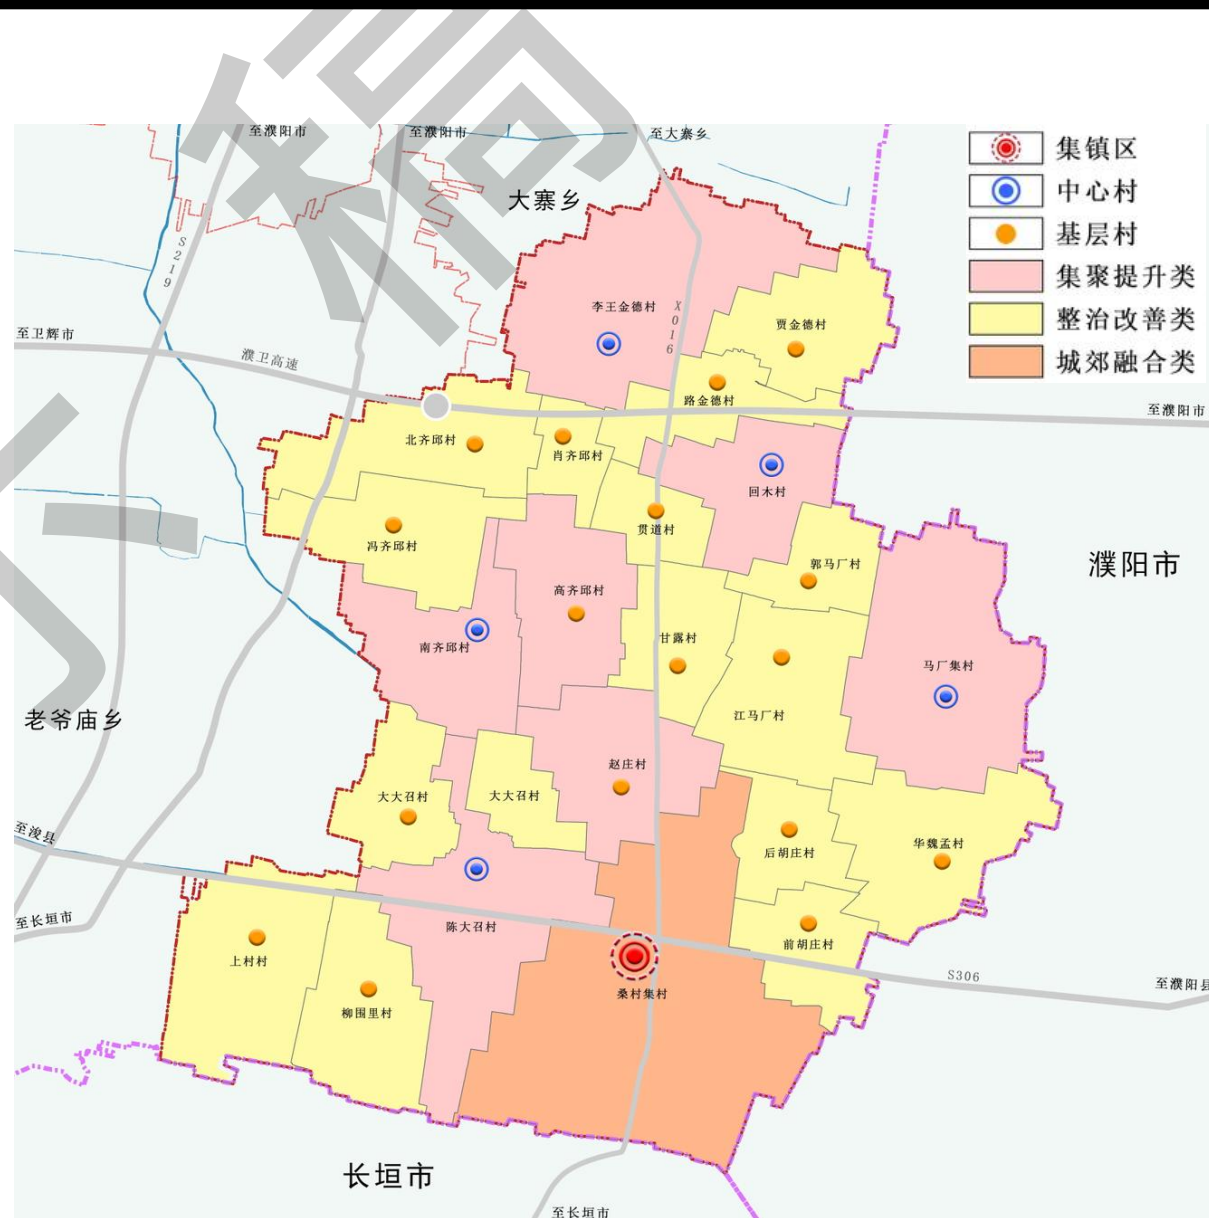 至濮阳市
至濮阳市
至大寨乡
集镇区
中心村
基层村
集聚提升类
整治改善类
城郊融合类
大寨乡
S219
李王金德村
X016
贾金德村
至卫辉市
濮卫高速
路金德村
至濮阳市
北齐邱村
肖齐邱村
回木村
贯道村
冯齐邱村
郭马厂村
濮阳市
高齐邱村
南齐邱村
甘露村
马厂集村
江马厂村
老爷庙乡
赵庄村
大大召村
大大召村
至浚县
后胡庄村
华魏孟村
至长垣市
陈大召村
前胡庄村
上村村
S306
至濮阳县
桑村集村
柳围里村
长垣市
至长垣市
稿